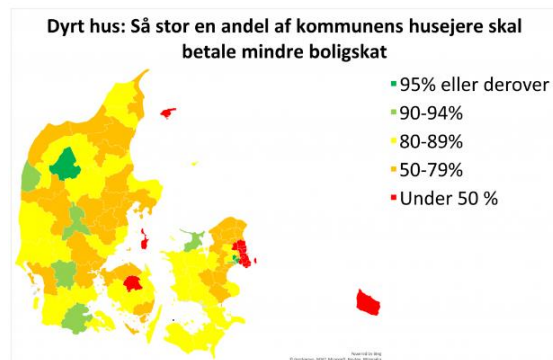 Dyrt hus: Så stor en andel af kommunens husejere skal
betale mindre boligskat
95% eller derover
90-94%
80-89%
50-79%
Under 50 %